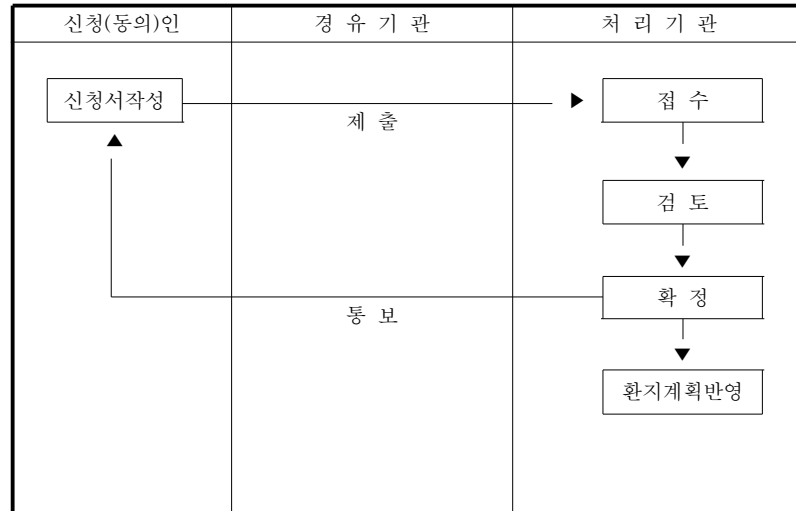 신청(동의)인 경 유 기 관 처 리 기 관
신청서작성 접 수
제 출
검 토
확 정
통 보
환지계획반영